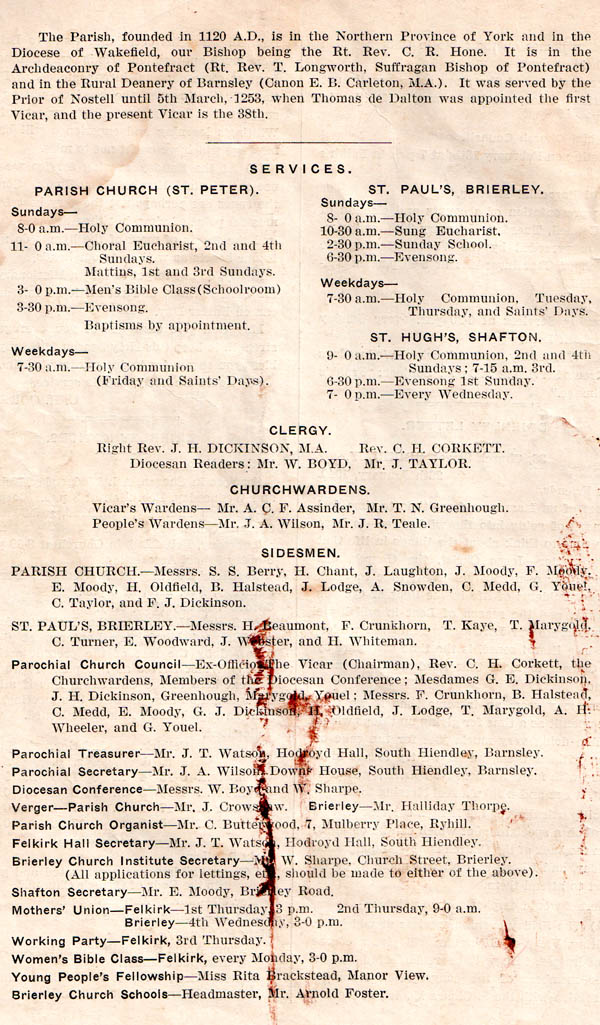 The Parish, founded in 1120 A.D., is in the Northern Province of York and in the
Diocese of Wakefield, our Bishop being the Rt. Rev. C. R. Hone. It is in the
Archdeaconry of Pontefract (Rt. Rev. T. Longworth, Suffragan Bishop of Pontefract)
and in the Rural Deanery of Barnsley (Canon E. B. Carleton, M.A.). It was served by the
Prior of Nostell until 5th March, 1253, when Thomas de Dalton was appointed the first
Vicar, and the present Vicar is the 38th.
SERVICES.
PARISH CHURCH (ST. PETER).
Sundays—
8-0 a.m.—Holy Communion.
11- 0 a.m.—Choral Eucharist, 2nd and 4th
Sundays.
Mattins, 1st and 3rd Sundays.
3- 0 p.m.—Men's Bible Class (Schoolroom)
3-30 p.m.—Evensong.
Baptisms by appointment.
Weekdays—
7-30 a.m.—Holy Communion
(Friday and Saints' Days).
ST. PAUL'S, BRIERLEY.
Sundays—
8- 0 a.m.—Holy Communion.
10-30 a.m.—Sung Eucharist.
2-30 p.m.—Sunday School.
6-30 p.m.—Evensong.
Weekdays—
7-30 a.m.—Holy Communion, Tuesday,
Thursday, and Saints' Days.
ST. HUGH'S, SHAFTON.
9- 0 a.m.—Holy Communion, 2nd and 4th
Sundays; 7-15 a.m. 3rd.
6-30 p.m.—Evensong 1st Sunday.
7- 0 p.m.—Every Wednesday.
CLERGY.
Right Rev. J. H. DICKINSON, M.A. Rev. C. H. CORKETT.
Diocesan Readers: Mr. W. BOYD, Mr. J. TAYLOR.
CHURCHWARDENS.
Vicar's Wardens— Mr. A. C. F. Assinder, Mr. T. N. Greenhough.
People's Wardens—Mr. J. A. Wilson, Mr. J. R. Teale.
SIDESMEN.
PARISH CHURCH.—Messrs. S. S. Berry, H. Chant, J. Laughton, J. Moody, F. Moody,
E. Moody, H. Oldfield, B. Halstead, J. Lodge, A. Snowden, C. Medd, G. Youel,
C. Taylor, and F. J. Dickinson.
ST. PAUL'S, BRIERLEY.—Messrs. H. Beaumont, F. Crunkhorn, T. Kaye, T. Marygold,
C. Turner, E. Woodward, J. Webster, and H. Whiteman.
Parochial Church Council—Ex-Officio, The Vicar (Chairman), Rev. C. H. Corkett, the
Churchwardens, Members of the Diocesan Conference; Mesdames G. E. Dickinson,
J. H. Dickinson, Greenhough, Marygold, Youel; Messrs. F. Crunkhorn, B. Halstead,
C. Medd, E. Moody, G. J. Dickinson, H. Oldfield, J. Lodge, T. Marygold, A. H.
Wheeler, and G. Youel.
Parochial Treasurer—Mr. J. T. Watson, Hodroyd Hall, South Hiendley, Barnsley.
Parochial Secretary—Mr. J. A. Wilson, Downs House, South Hiendley, Barnsley.
Diocesan Conference—Messrs. W. Boyd and W. Sharpe.
Verger—Parish Church—Mr. J. Crowshaw. Brierley—Mr. Halliday Thorpe.
Parish Church Organist—Mr. C. Butterwood, 7, Mulberry Place, Ryhill.
Felkirk Hall Secretary—Mr. J. T. Watson, Hodroyd Hall, South Hiendley.
Brierley Church Institute Secretary—Mr. W. Sharpe, Church Street, Brierley.
(All applications for lettings, etc., should be made to either of the above).
Shafton Secretary—Mr. E. Moody, Brierley Road.
Mothers' Union—Felkirk—1st Thursday, 3 p.m. 2nd Thursday, 9-0 a.m.
Brierley—4th Wednesday, 3-0 p.m.
Working Party—Felkirk, 3rd Thursday.
Women's Bible Class—Felkirk, every Monday, 3-0 p.m.
Young People's Fellowship—Miss Rita Brackstead, Manor View.
Brierley Church Schools—Headmaster, Mr. Arnold Foster.